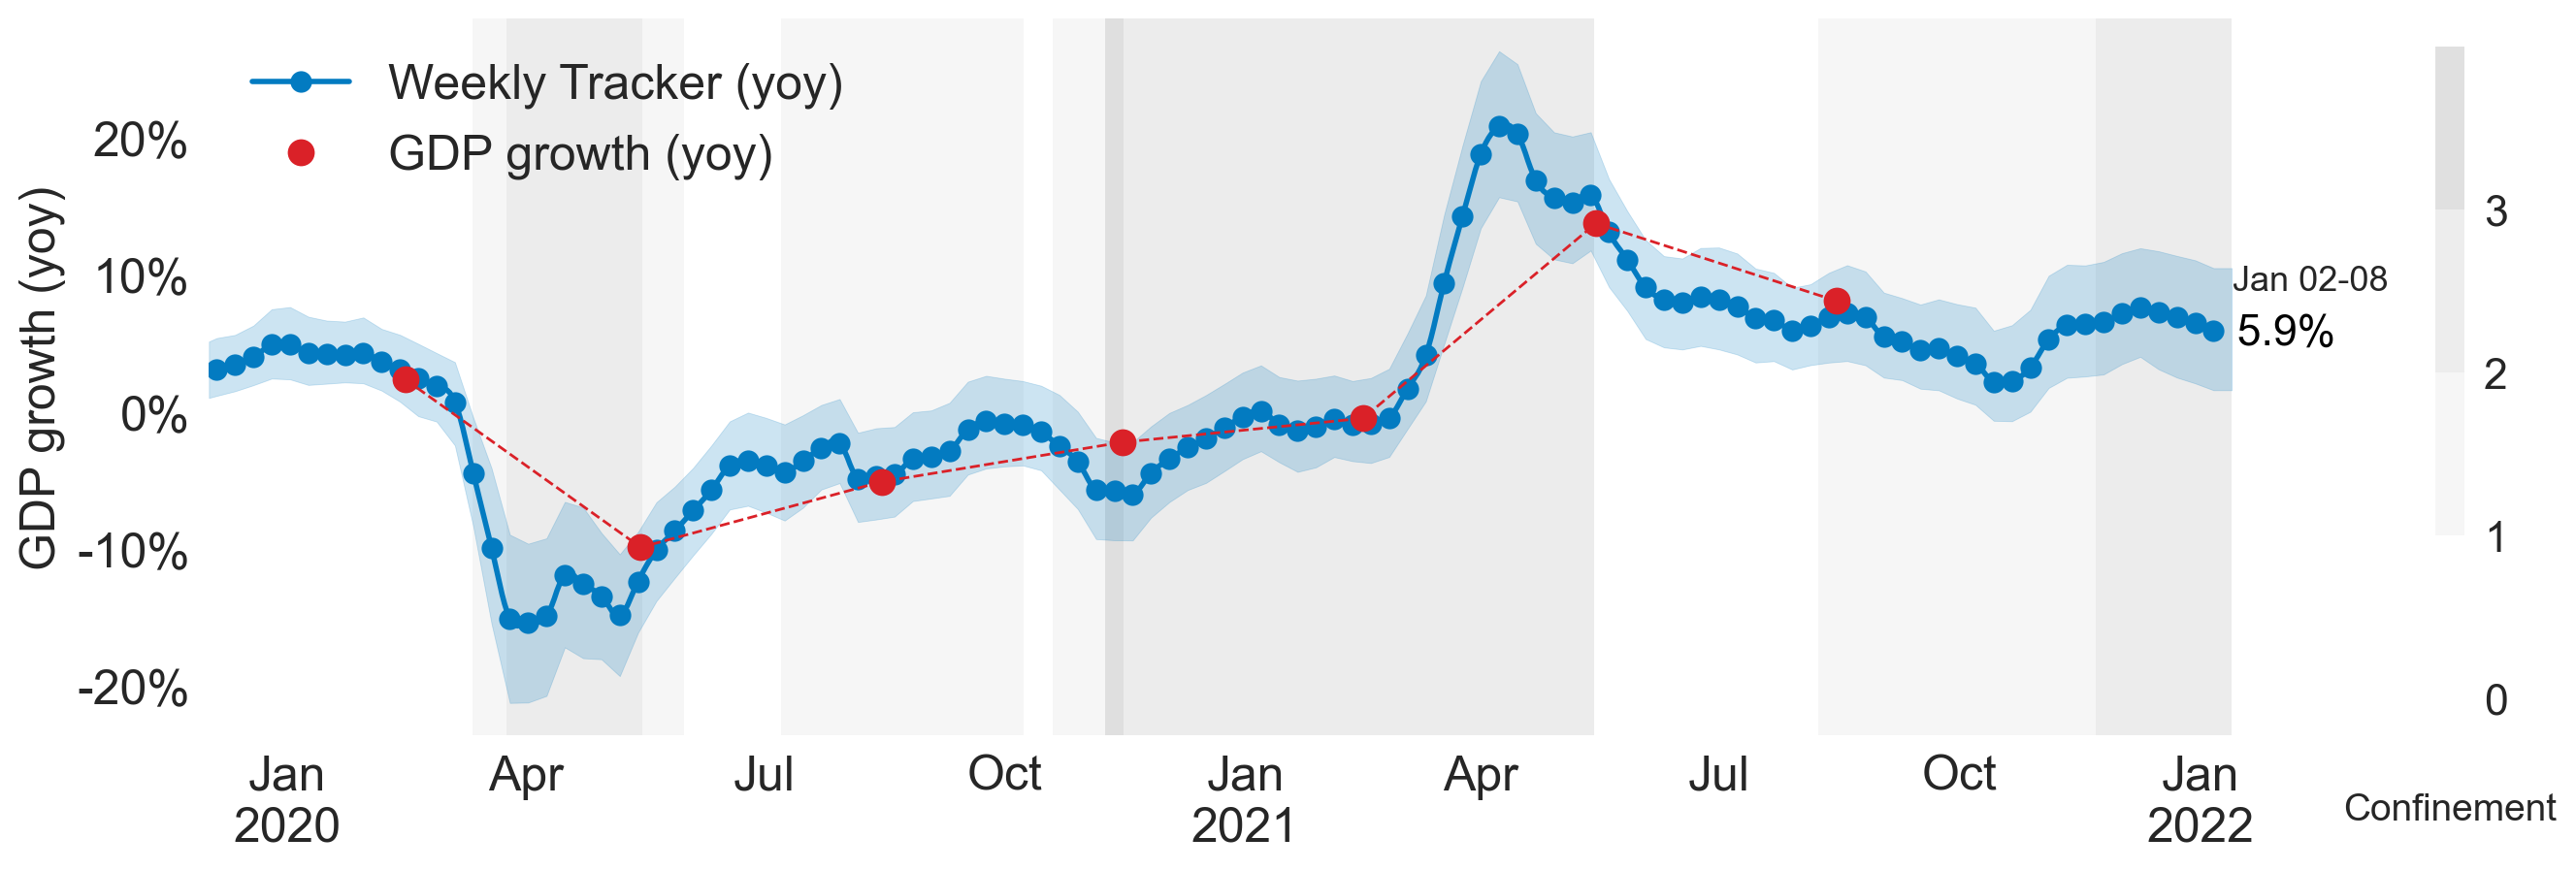 Weekly Tracker (yoy)
GDP growth (yoy)
GDP growth (yoy)
20%
10%
0%
-10%
-20%
Jan 02-08
5.9%
3
2
1
0
Jan Apr Jul Oct Jan Apr Jul Oct Jan
2020 2021 2022
Confinement